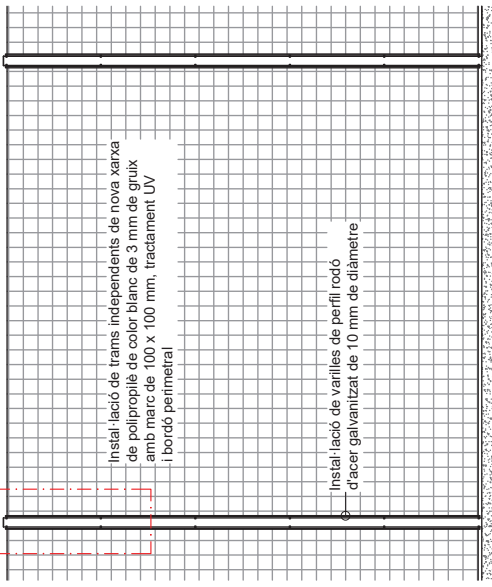 Instal·lació de trams independents de nova xarxa
de polipropilè de color blanc de 3 mm de gruix
amb marc de 100 x 100 mm, tractament UV
i bordó perimetral
Instal·lació de varilles de perfil rodó
d'acer galvanitzat de 10 mm de diàmetre